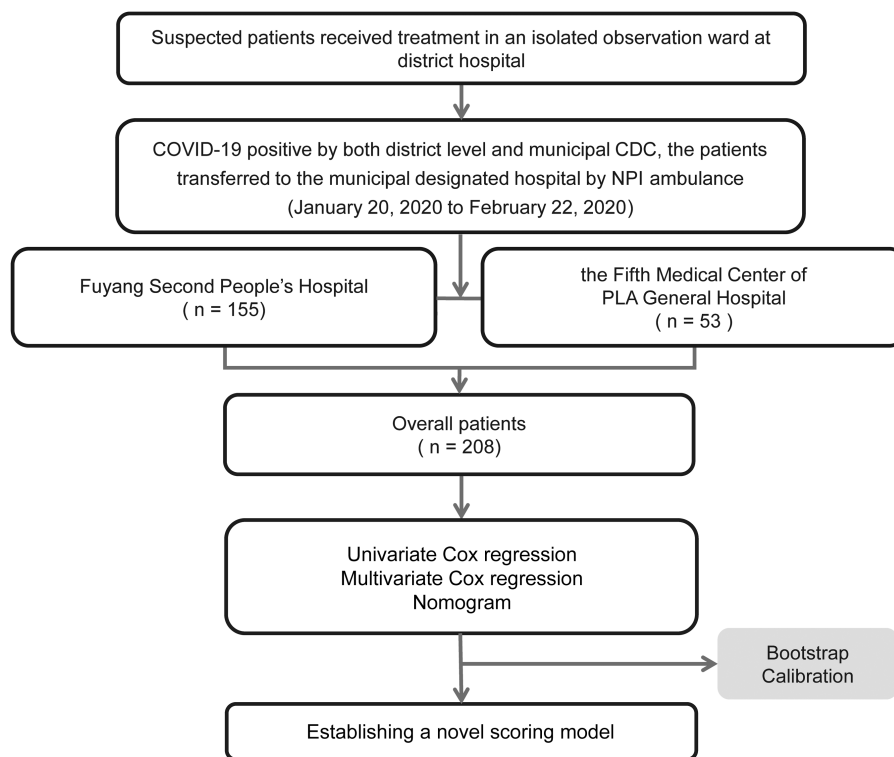 Suspected patients received treatment in an isolated observation ward at
district hospital
COVID-19 positive by both district level and municipal CDC, the patients
transferred to the municipal designated hospital by NPI ambulance
(January 20, 2020 to February 22, 2020)
Fuyang Second People’s Hospital
( n = 155)
the Fifth Medical Center of
PLA General Hospital
( n = 53 )
Overall patients
( n = 208)
Univariate Cox regression
Multivariate Cox regression
Nomogram
Bootstrap
Calibration
Establishing a novel scoring model